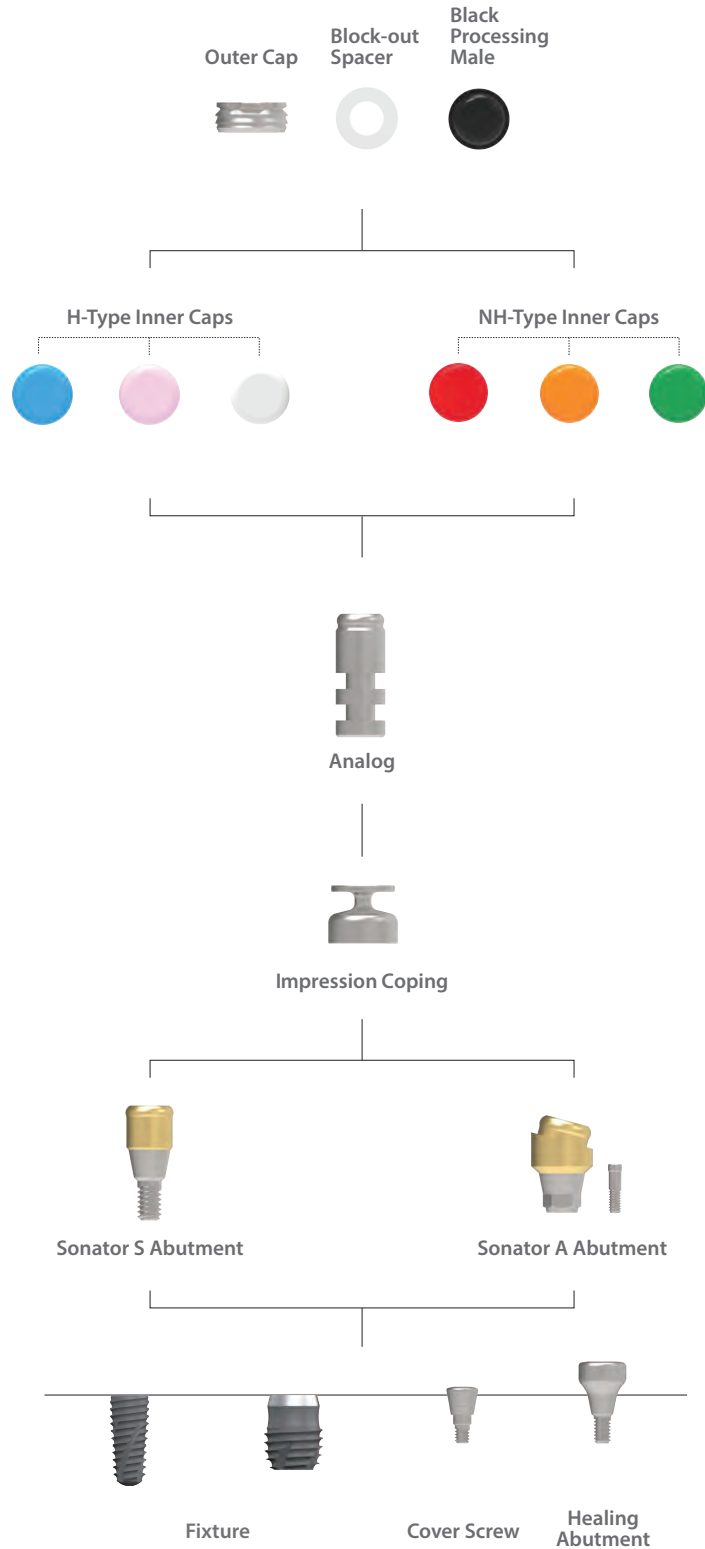 Outer Cap
Block-out
Spacer
Black
Processing
Male
H-Type Inner Caps
NH-Type Inner Caps
Analog
Impression Coping
Sonator S Abutment
Sonator A Abutment
Fixture
Cover Screw
Healing
Abutment